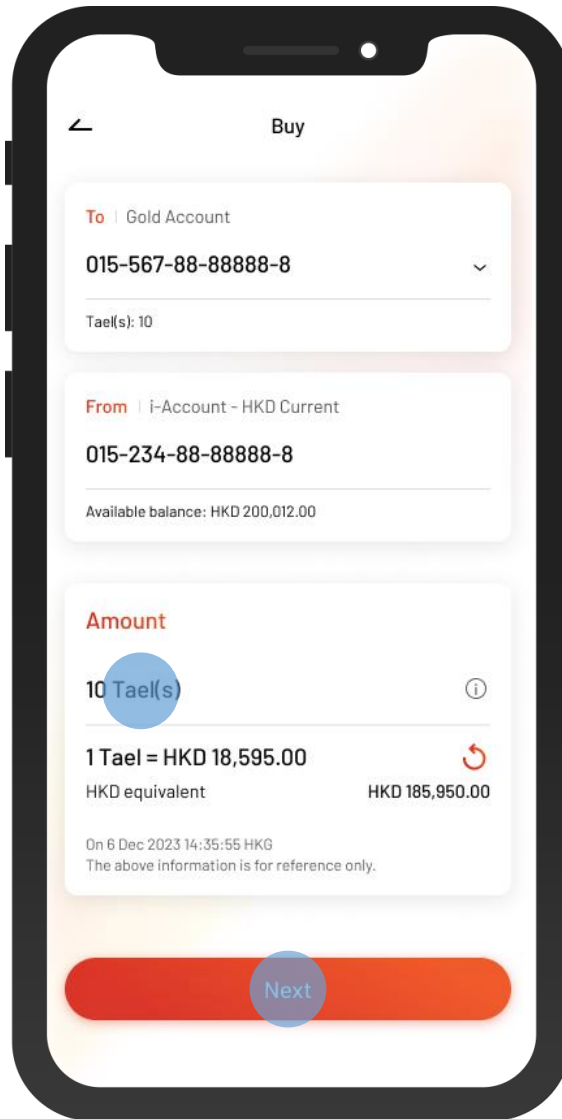 Buy
To | Gold Account
015-567-88-88888-8
Tael(s): 10
From | i-Account - HKD Current
015-234-88-88888-8
Available balance: HKD 200,012.00
Amount
10 Tael(s)
1 Tael = HKD 18,595.00
HKD equivalent HKD 185,950.00
On 6 Dec 2023 14:35:55 HKG
The above information is for reference only.
Next